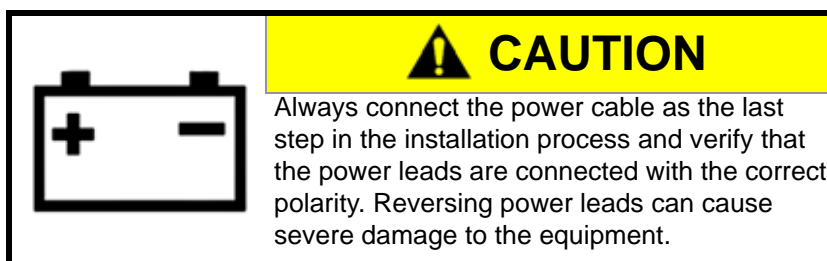 CAUTION
Always connect the power cable as the last
step in the installation process and verify that
the power leads are connected with the correct
polarity. Reversing power leads can cause
severe damage to the equipment.